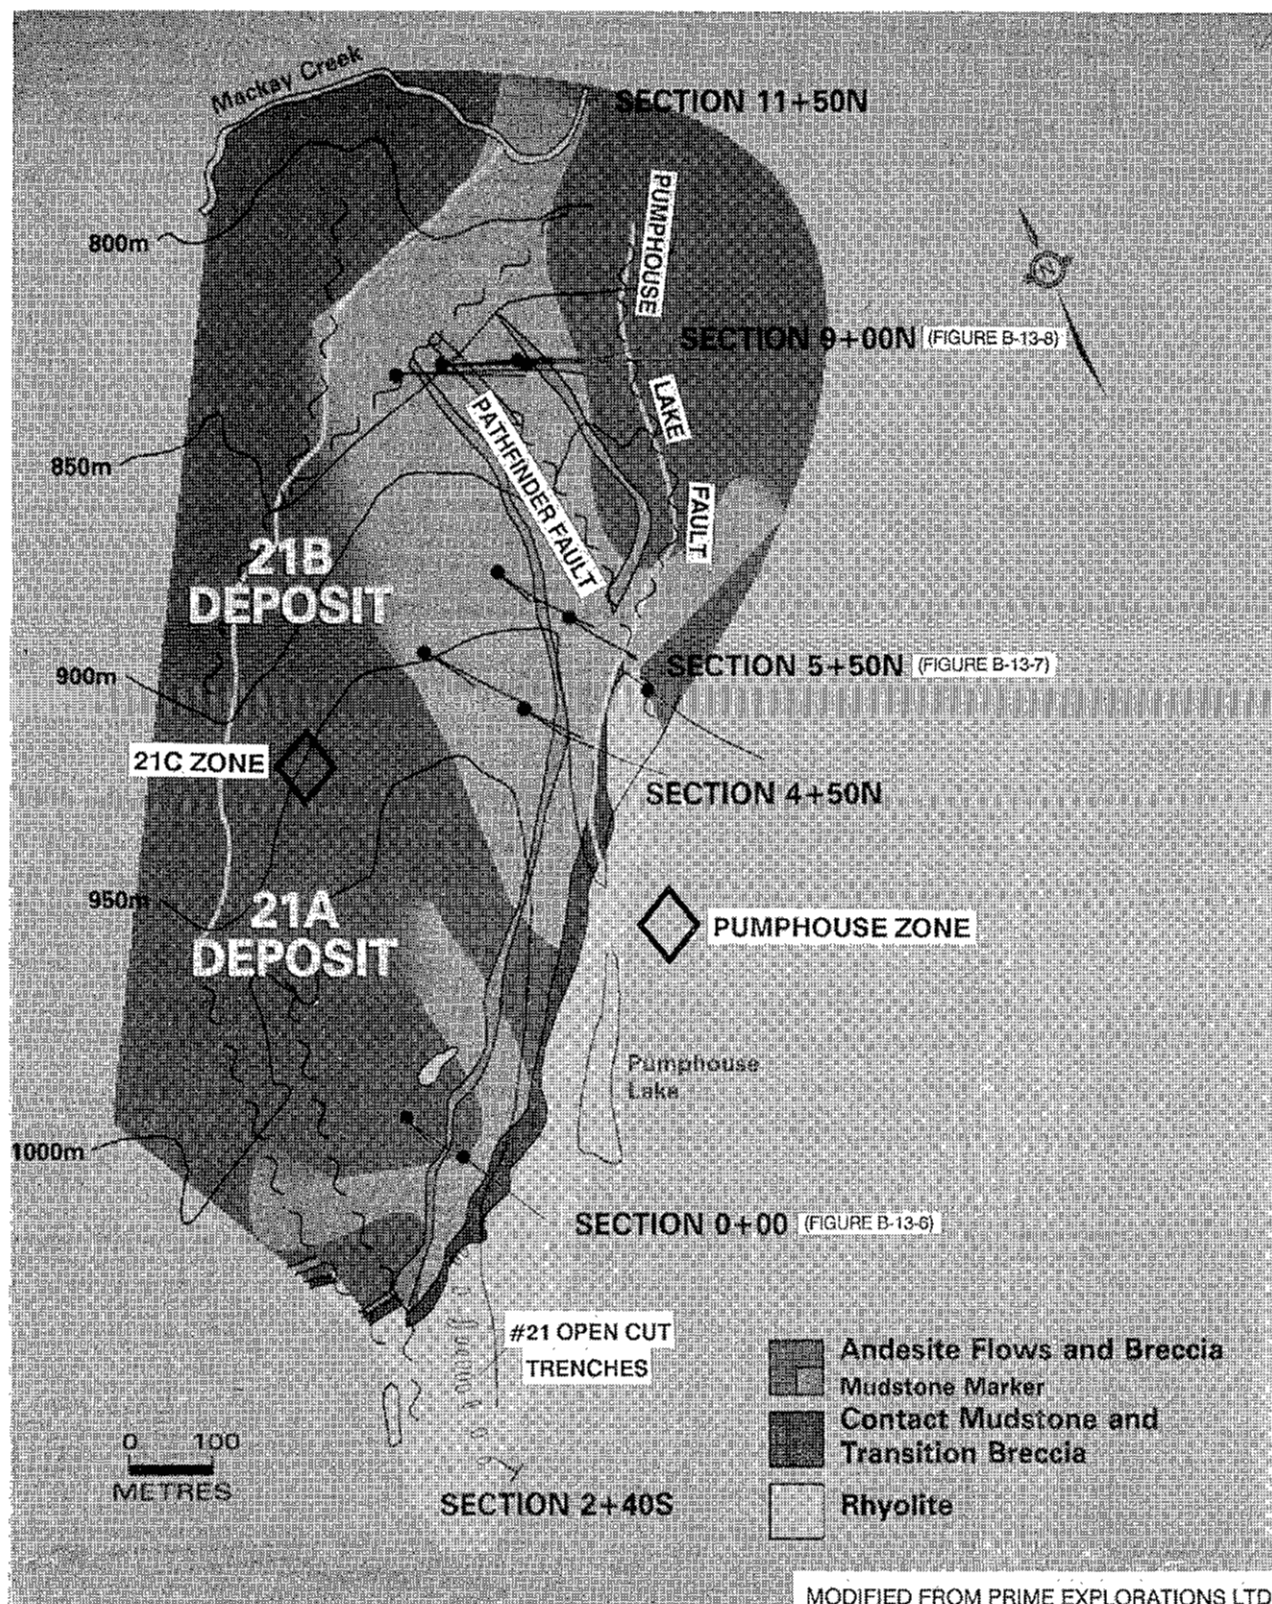 Mackay Creek
SECTION 11+50N
PUMPHOUSE
800m
N
SECTION 9+00N (FIGURE B-13-8)
LAKE
PATHFINDER FAULT
850m
FAULT
21B
DEPOSIT
SECTION 5+50N (FIGURE B-13-7)
900m
21C ZONE
SECTION 4+50N
950m
21A
DEPOSIT
PUMPHOUSE ZONE
Pumphouse
Lake
1000m
SECTION 0+00 (FIGURE B-13-6)
#21 OPEN CUT
TRENCHES
Andesite Flows and Breccia
Mudstone Marker
Contact Mudstone and
Transition Breccia
Rhyolite
0 100
METRES
SECTION 2+40S
MODIFIED FROM PRIME EXPLORATIONS LTD